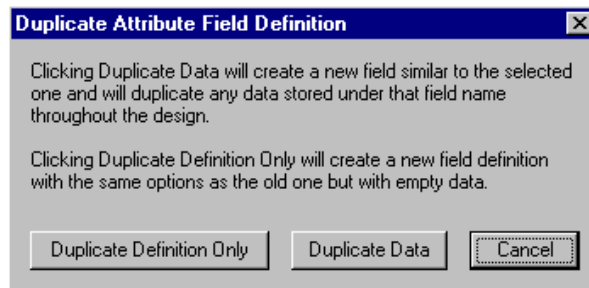 Duplicate Attribute Field Definition
Clicking Duplicate Data will create a new field similar to the selected
one and will duplicate any data stored under that field name
throughout the design.
Clicking Duplicate Definition Only will create a new field definition
with the same options as the old one but with empty data.
Duplicate Definition Only
Duplicate Data
Cancel